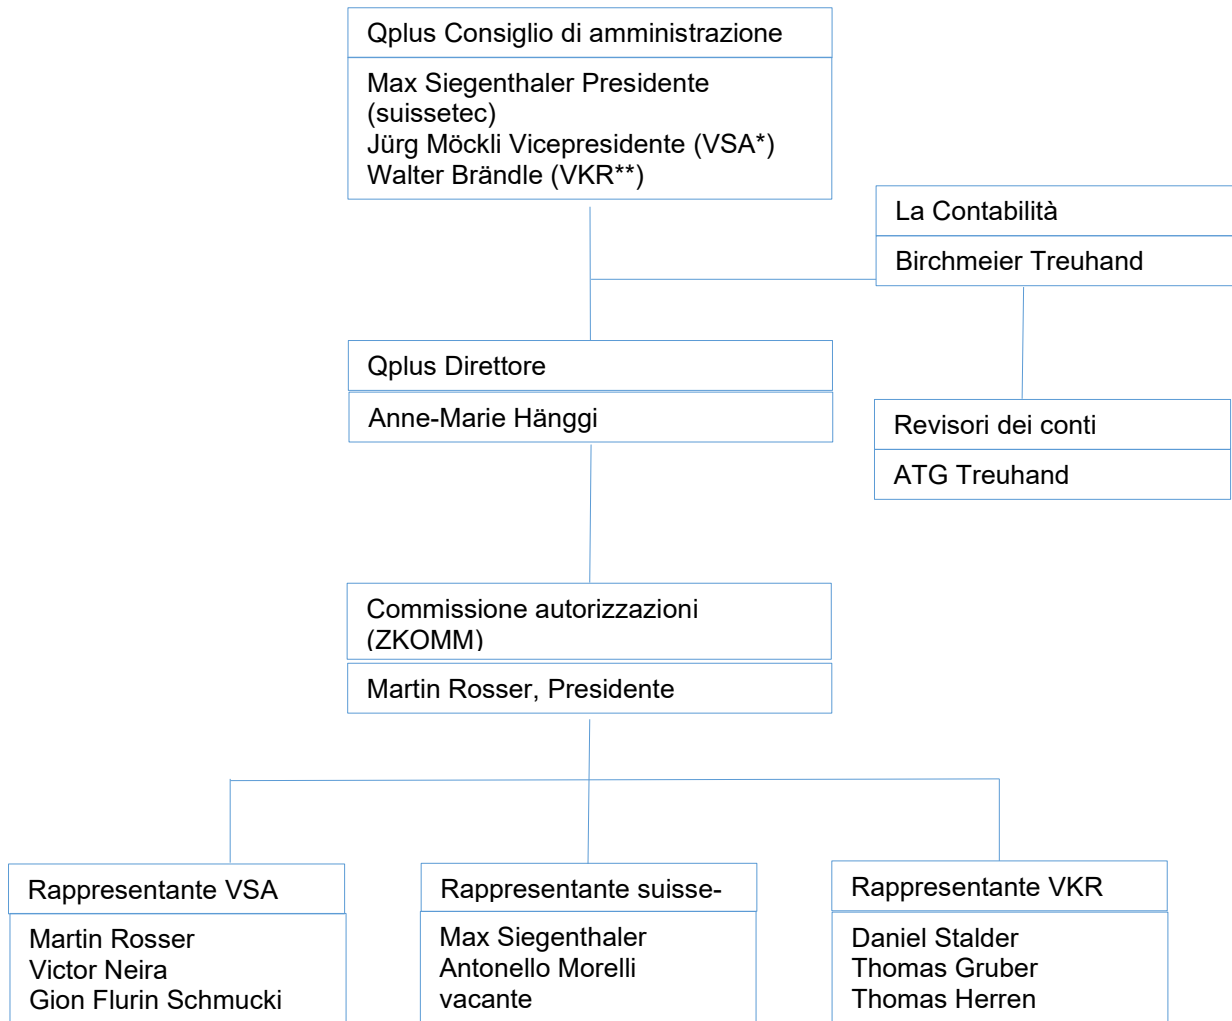 Qplus Consiglio di amministrazione
Max Siegenthaler Presidente
(suissetec)
Jürg Möckli Vicepresidente (VSA*)
Walter Brändle (VKR**)
La Contabilità
Birchmeier Treuhand
Qplus Direttore
Anne-Marie Hänggi
Revisori dei conti
ATG Treuhand
Commissione autorizzazioni
(ZKOMM)
Martin Rosser, Presidente
Rappresentante VSA
Martin Rosser
Victor Neira
Gion Flurin Schmucki
Rappresentante suisse-
Max Siegenthaler
Antonello Morelli
vacante
Rappresentante VKR
Daniel Stalder
Thomas Gruber
Thomas Herren